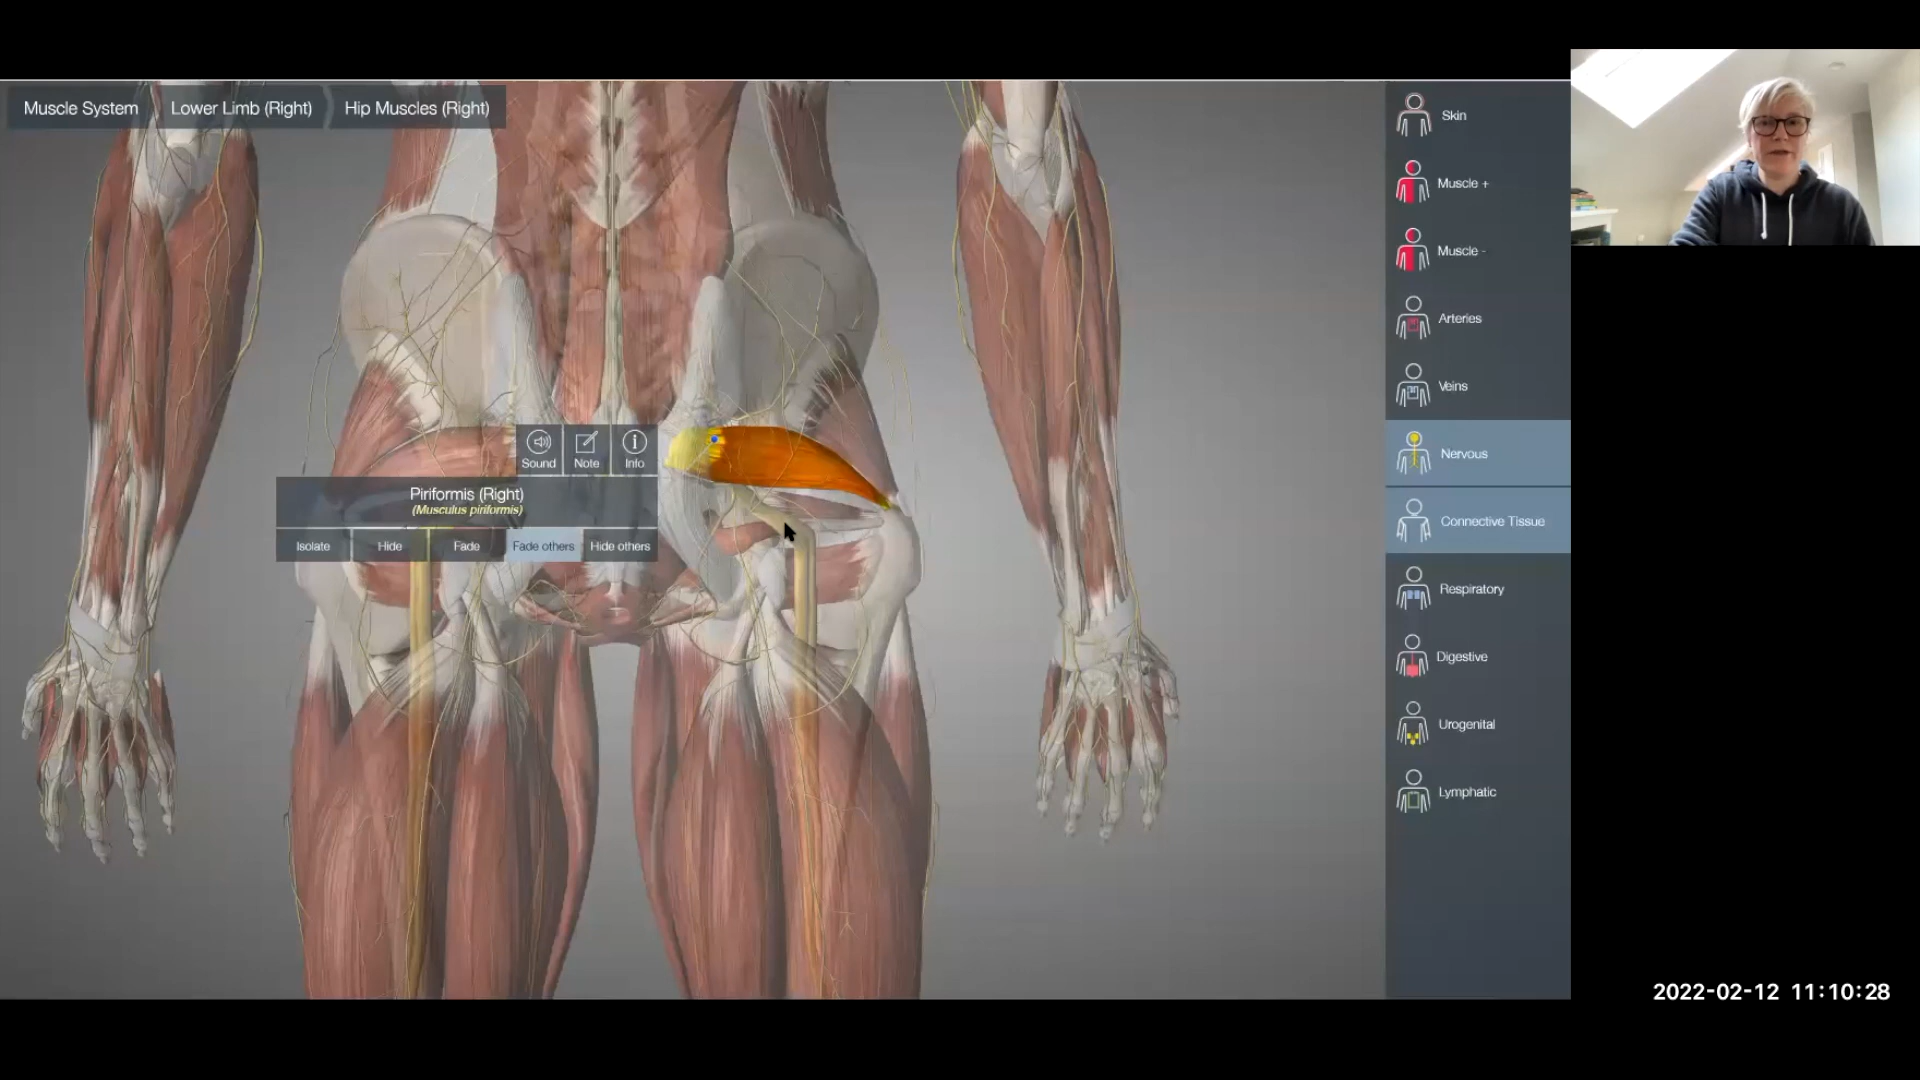 Muscle System
Lower Limb (Right)
Hip Muscles (Right)
Sound
Note
Info
Piriformis (Right)
(Musculus piriformis)
Isolate
Hide
Fade
Fade others
Hide others
Skin
Muscle +
Muscle -
Arteries
Veins
Nervous
Connective Tissue
Respiratory
Digestive
Urogenital
Lymphatic
2022-02-12 11:10:28